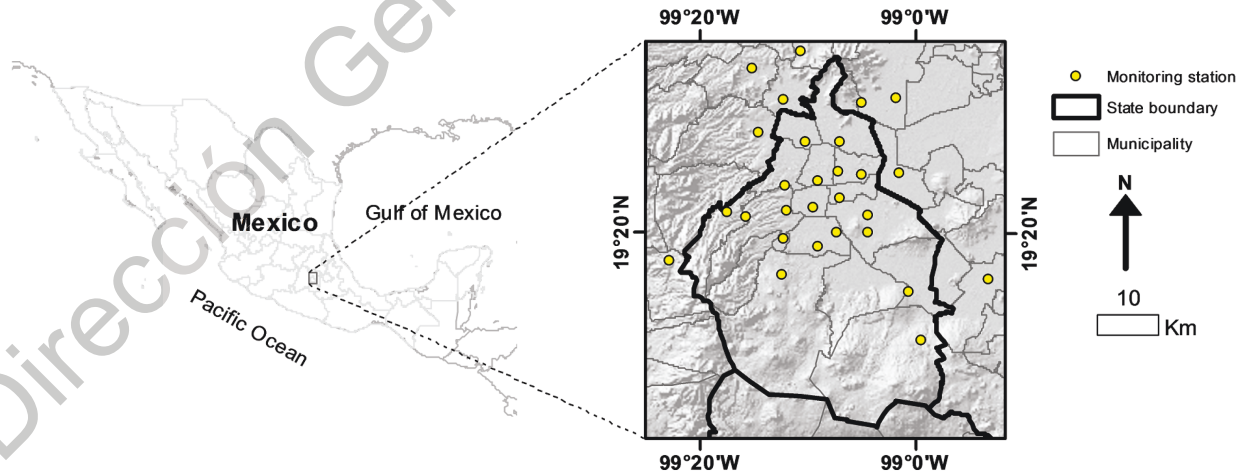 99°20'W 99°0'W
Monitoring station
State boundary
Municipality
N
10
Km
Mexico
Gulf of Mexico
Pacific Ocean
19°20'N
19°20'N
99°20'W 99°0'W
Dirección Gen